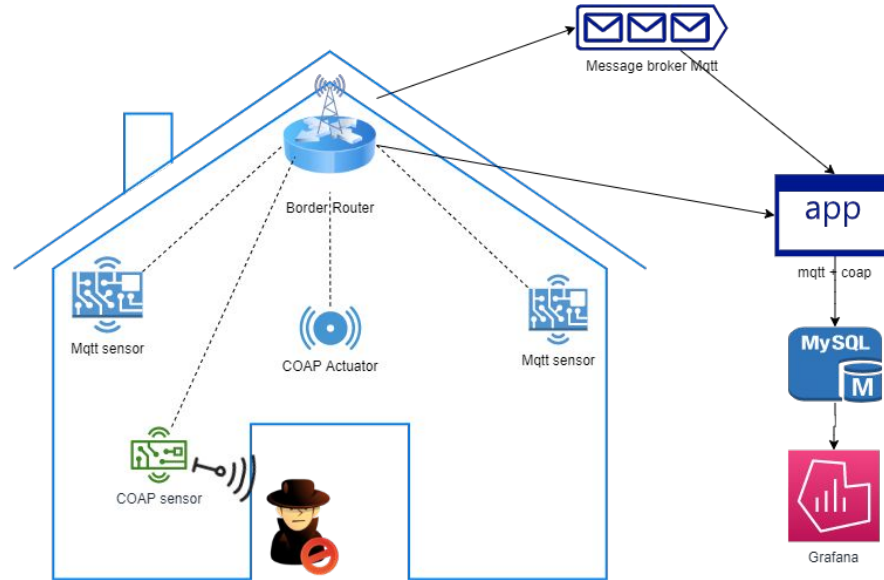 Message broker Mqtt
Border Router
app
mqtt + coap
Mqtt sensor
COAP Actuator
Mqtt sensor
MySQL
M
COAP sensor
Grafana